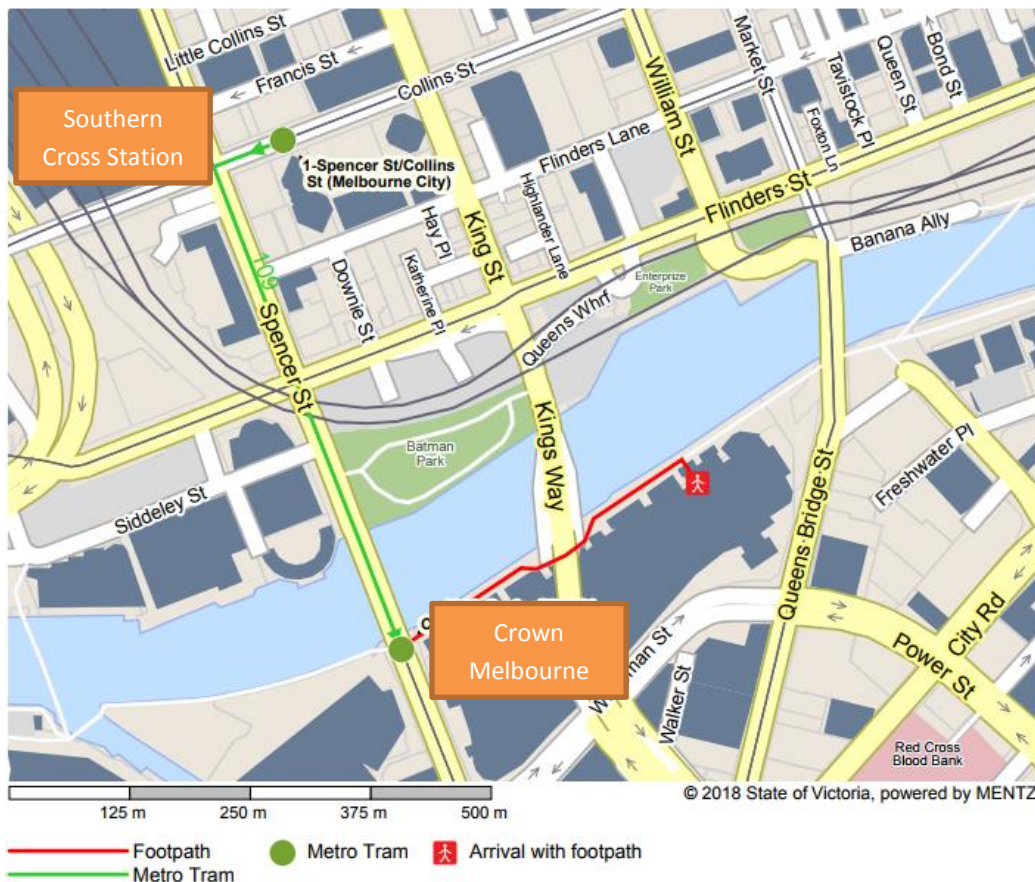 Little Collins St
Francis St
Collins St
Southern
Cross Station
1-Spencer St/Collins
St (Melbourne City)
William St
Market St
Tavistock Pl
Queen St
Bond St
Foxton Ln
Flinders Lane
Flinders St
Banana Ally
Hay Pl
King St
Highlander Lane
Katherine Pl
Downie St
109
Spencer St
Enterprize
Park
Queens Whrf
Batman
Park
Kings Way
Siddeley St
Queens Bridge St
Freshwater Pl
Crown
Melbourne
Walker St
Power St
City Rd
Red Cross
Blood Bank
125 m
250 m
375 m
500 m
© 2018 State of Victoria, powered by MENTZ
Footpath
Metro Tram
Arrival with footpath
Metro Tram